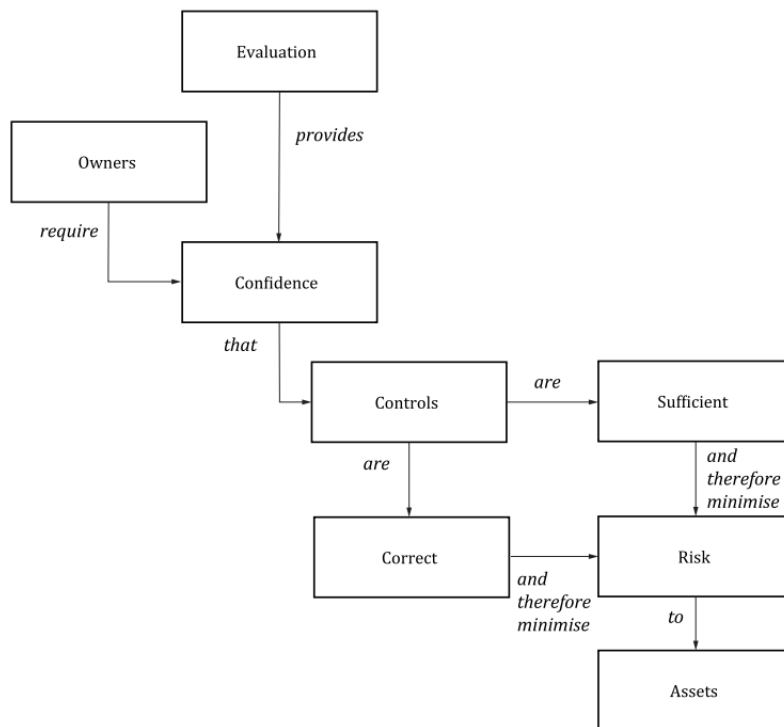 Evaluation
provides
Owners
require
Confidence
that
Controls
are
Sufficient
are
and
therefore
minimise
Correct
and
therefore
minimise
Risk
to
Assets